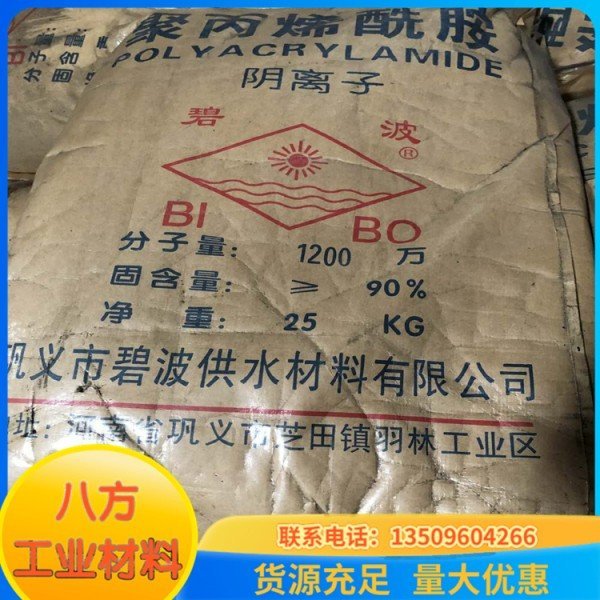 聚丙烯酰胺
POLYACRYLAMIDE
阴离子
碧 波
®
BI BO
分子量: 1200 万
固含量: ≥ 90%
净 重: 25 KG
巩义市碧波供水材料有限公司
地址: 河南省巩义市芝田镇羽林工业区
八方
工业材料
联系电话: 13509604266
货源充足 量大优惠